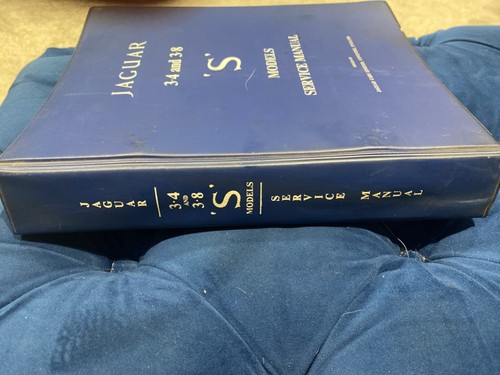 JAGUAR
3·4 and 3·8
'S'
MODELS
SERVICE MANUAL
JAGUAR
3·4
AND
3·8
'S'
MODELS
SERVICE MANUAL